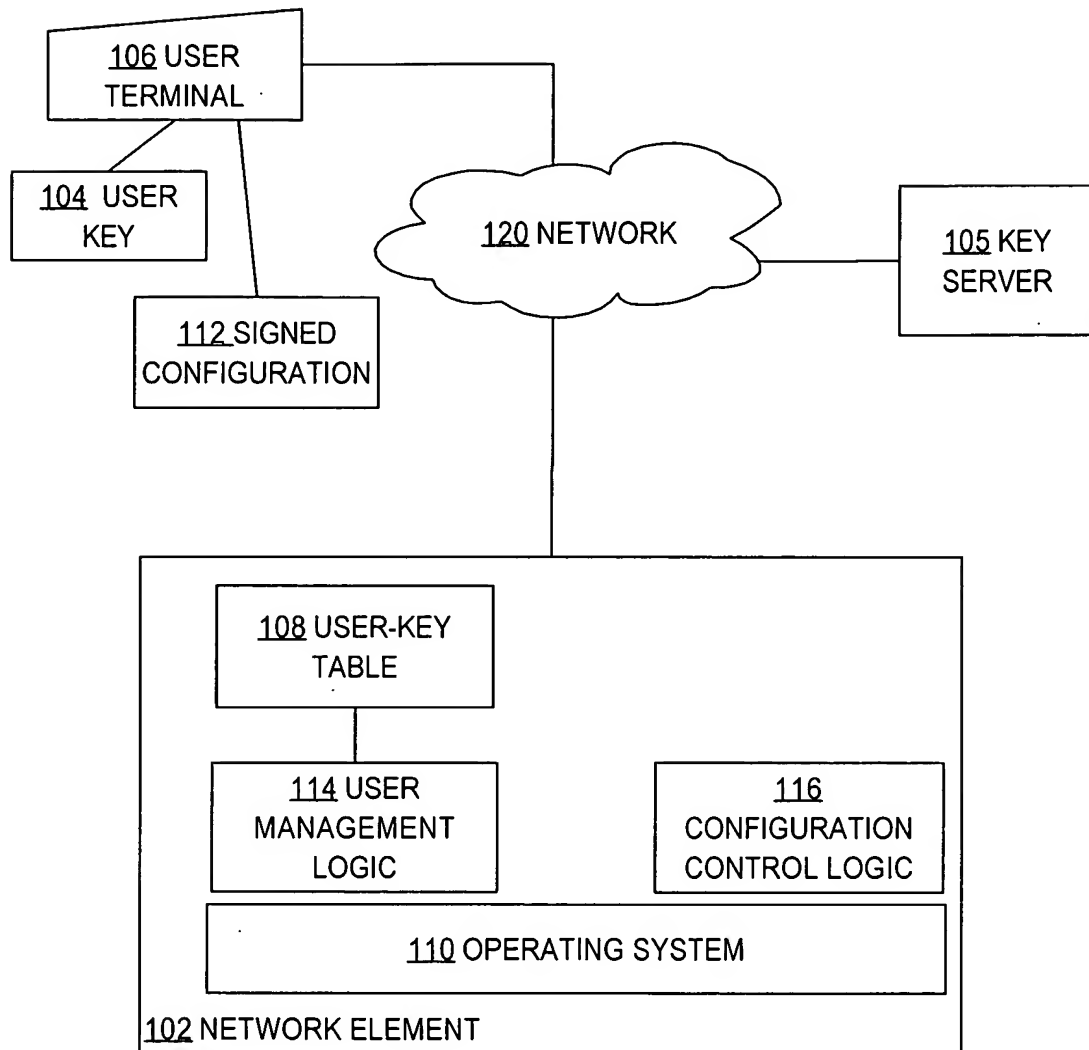 106 USER
TERMINAL
104 USER
KEY
120 NETWORK
105 KEY
SERVER
112 SIGNED
CONFIGURATION
108 USER-KEY
TABLE
114 USER
MANAGEMENT
LOGIC
116
CONFIGURATION
CONTROL LOGIC
110 OPERATING SYSTEM
102 NETWORK ELEMENT